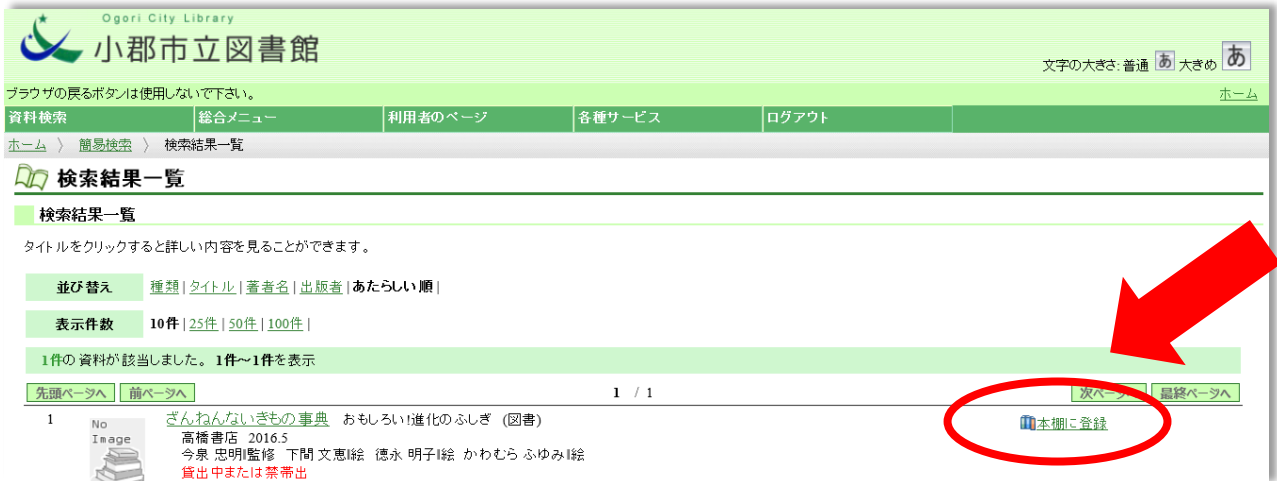 Ogori City Library
小郡市立図書館
文字の大きさ: 普通 あ 大きめ あ
ブラウザの戻るボタンは使用しないで下さい。 ホーム
資料検索 総合メニュー 利用者のページ 各種サービス ログアウト
ホーム 〉 簡易検索 〉 検索結果一覧
検索結果一覧
検索結果一覧
タイトルをクリックすると詳しい内容を見ることができます。
並び替え 種類 | タイトル | 著者名 | 出版者 | あたらしい順 |
表示件数 10件 | 25件 | 50件 | 100件 |
1件の 資料が該当しました。 1件～1件を表示
先頭ページへ 前ページへ 1 / 1 次ページへ 最終ページへ
1 No Image ざんねんないきもの事典 おもしろい!進化のふしぎ (図書) 本棚に登録
高橋書店 2016.5
今泉 忠明∥監修 下間 文恵∥絵 徳永 明子∥絵 かわむら ふゆみ∥絵
貸出中または禁帯出